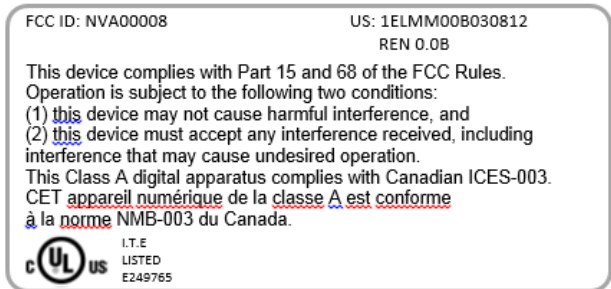 FCC ID: NVA00008 US: 1ELMM00B030812
REN 0.0B
This device complies with Part 15 and 68 of the FCC Rules.
Operation is subject to the following two conditions:
(1) this device may not cause harmful interference, and
(2) this device must accept any interference received, including
interference that may cause undesired operation.
This Class A digital apparatus complies with Canadian ICES-003.
CET appareil numérique de la classe A est conforme
à la norme NMB-003 du Canada.
I.T.E
c UL US LISTED
E249765